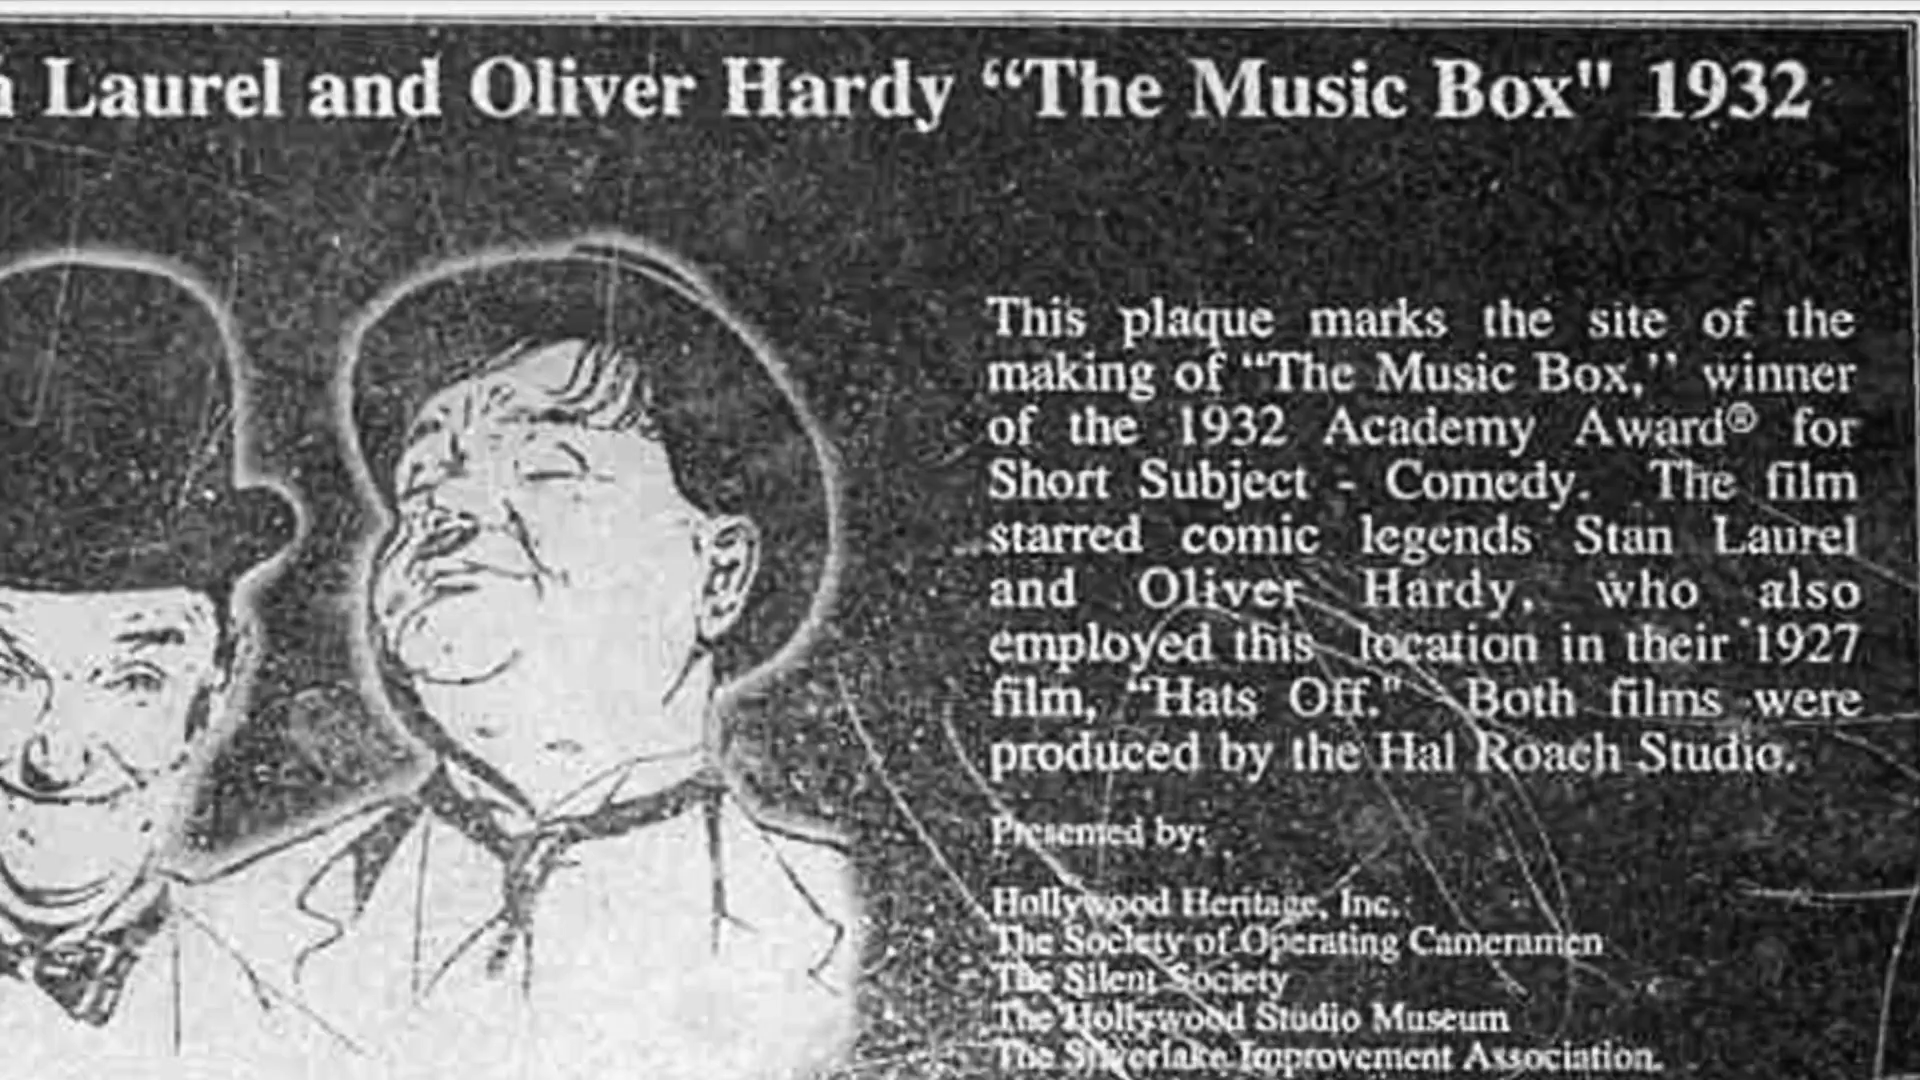 Laurel and Oliver Hardy “The Music Box" 1932
This plaque marks the site of the
making of “The Music Box,” winner
of the 1932 Academy Award® for
Short Subject - Comedy. The film
starred comic legends Stan Laurel
and Oliver Hardy, who also
employed this location in their 1927
film, “Hats Off." Both films were
produced by the Hal Roach Studio.
Presented by:
Hollywood Heritage, Inc.
The Society of Operating Cameramen
The Silent Society
The Hollywood Studio Museum
The Silverlake Improvement Association.